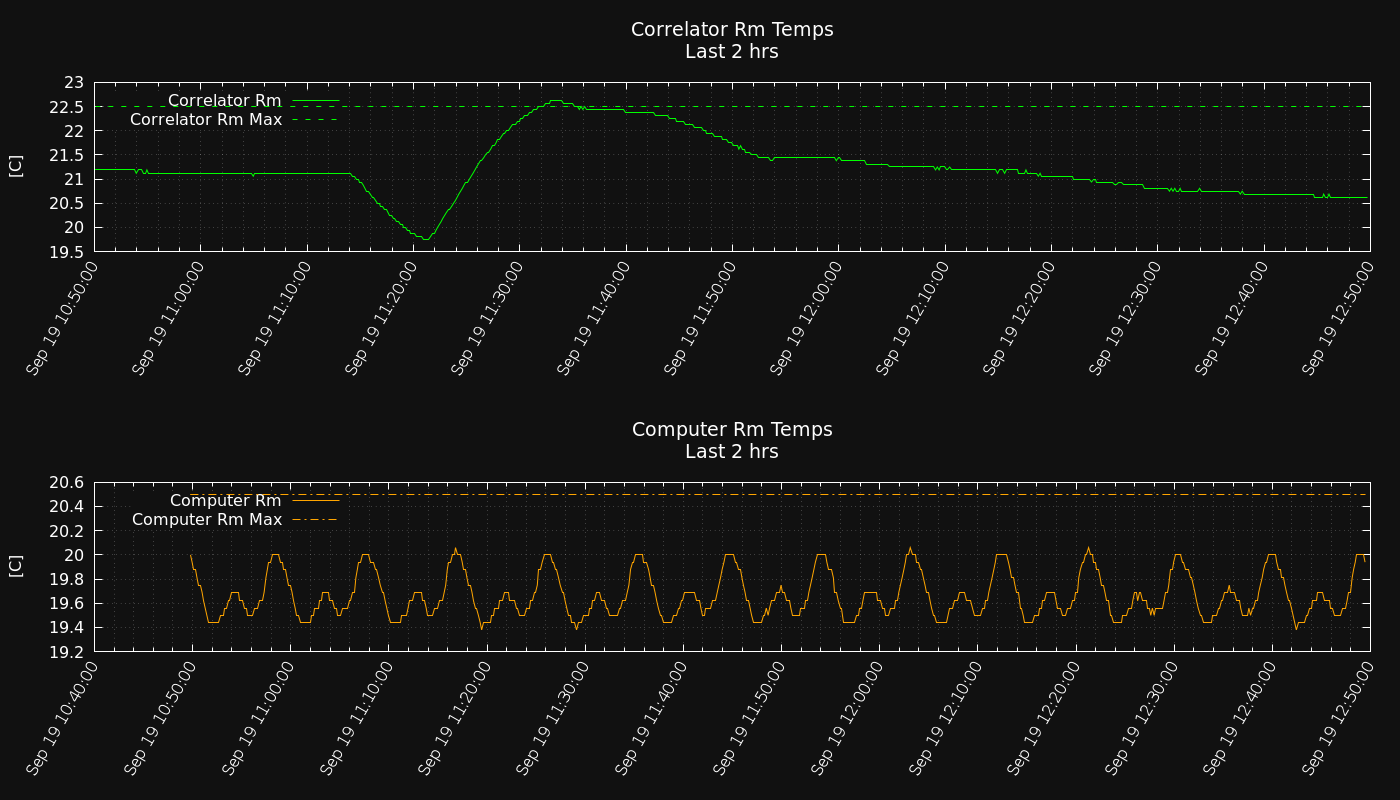 Correlator Rm Temps
Last 2 hrs
23
22.5
22
21.5
21
20.5
20
19.5
[C]
Correlator Rm
Correlator Rm Max
Sep 19 10:50:00
Sep 19 11:00:00
Sep 19 11:10:00
Sep 19 11:20:00
Sep 19 11:30:00
Sep 19 11:40:00
Sep 19 11:50:00
Sep 19 12:00:00
Sep 19 12:10:00
Sep 19 12:20:00
Sep 19 12:30:00
Sep 19 12:40:00
Sep 19 12:50:00
Computer Rm Temps
Last 2 hrs
20.6
20.4
20.2
20
19.8
19.6
19.4
19.2
[C]
Computer Rm
Computer Rm Max
Sep 19 10:40:00
Sep 19 10:50:00
Sep 19 11:00:00
Sep 19 11:10:00
Sep 19 11:20:00
Sep 19 11:30:00
Sep 19 11:40:00
Sep 19 11:50:00
Sep 19 12:00:00
Sep 19 12:10:00
Sep 19 12:20:00
Sep 19 12:30:00
Sep 19 12:40:00
Sep 19 12:50:00